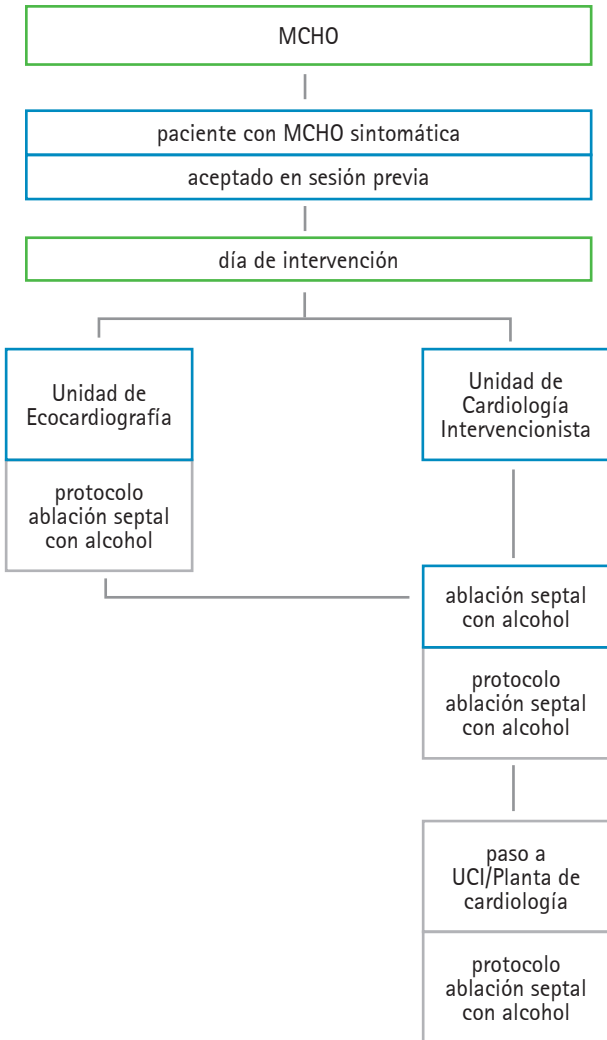 MCHO
paciente con MCHO sintomática
aceptado en sesión previa
día de intervención
Unidad de
Ecocardiografía
protocolo
ablación septal
con alcohol
Unidad de
Cardiología
Intervencionista
ablación septal
con alcohol
protocolo
ablación septal
con alcohol
paso a
UCI/Planta de
cardiología
protocolo
ablación septal
con alcohol